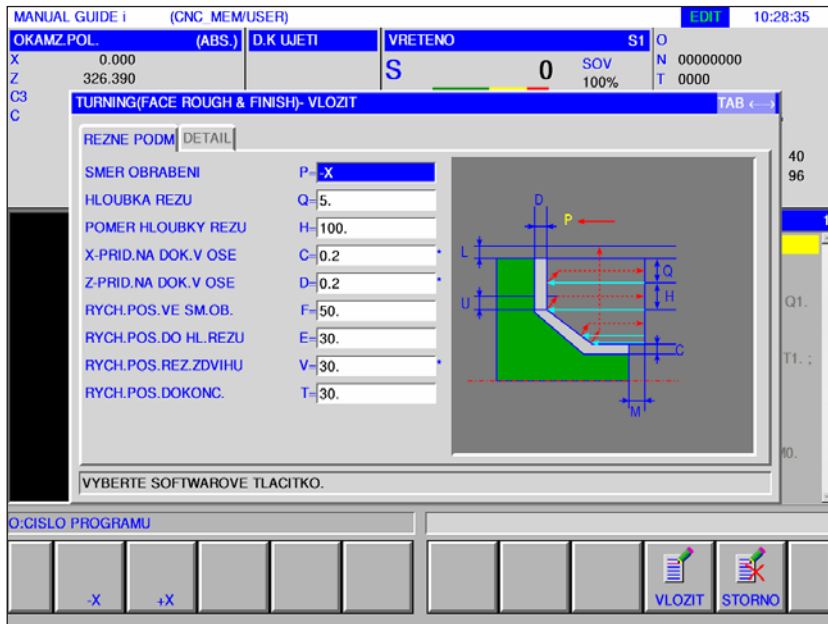 MANUAL GUIDE i (CNC_MEM/USER) EDIT 10:28:35
OKAMZ.POL. (ABS.) D.K UJETI VRETENO S1 O
X 0.000 N 00000000
Z 326.390 S 0 SOV 100% T 0000
C3
C
TURNING(FACE ROUGH & FINISH)- VLOZIT TAB
REZNE PODM DETAIL
SMER OBRABENI P= -X
HLOUBKA REZU Q= 5.
POMER HLOUBKY REZU H= 100.
X-PRID.NA DOK.V OSE C= 0.2 *
Z-PRID.NA DOK.V OSE D= 0.2 *
RYCH.POS.VE SM.OB. F= 50.
RYCH.POS.DO HL.REZU E= 30.
RYCH.POS.REZ.ZDVIHU V= 30. *
RYCH.POS.DOKONC. T= 30.
D
P
L
Q
U
H
C
M
40
96
1
Q1.
T1. ;
M0.
VYBERTE SOFTWAROVE TLACITKO.
O:CISLO PROGRAMU
-X +X VLOZIT STORNO